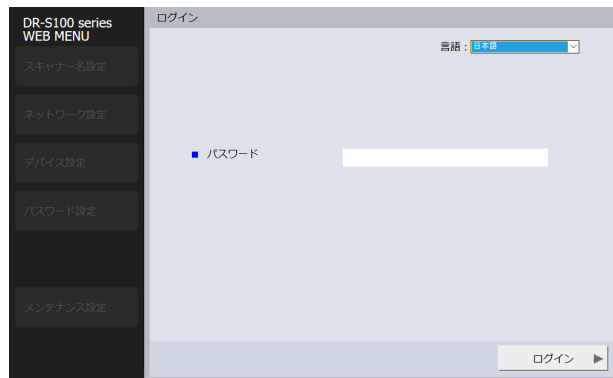 DR-S100 series
WEB MENU
スキャナー名設定
ネットワーク設定
デバイス設定
パスワード設定
メンテナンス設定
ログイン
言語：日本語
パスワード
ログイン